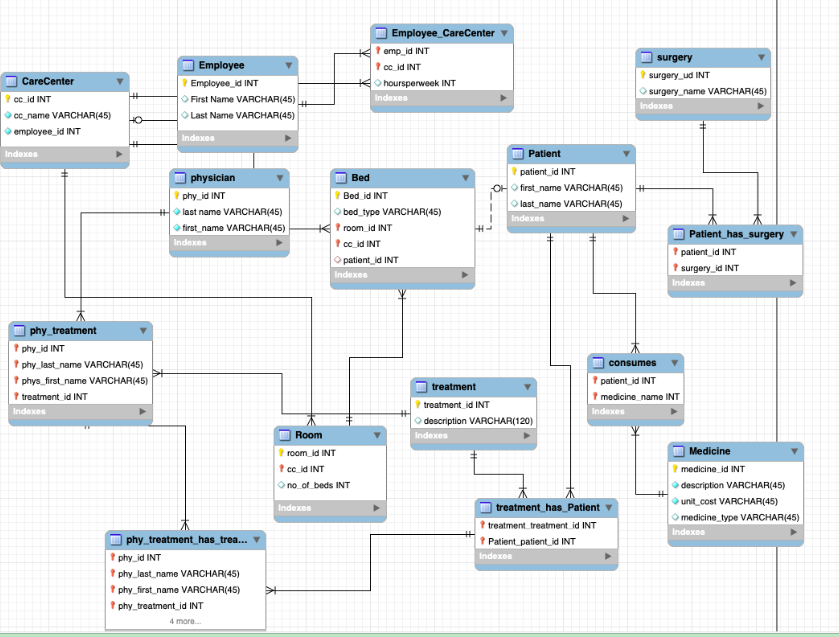 Employee_CareCenter
emp_id INT
cc_id INT
hoursperweek INT
Indexes
Employee
Employee_id INT
First Name VARCHAR(45)
Last Name VARCHAR(45)
Indexes
CareCenter
cc_id INT
cc_name VARCHAR(45)
employee_id INT
Indexes
surgery
surgery_ud INT
surgery_name VARCHAR(45)
Indexes
physician
phy_id INT
last name VARCHAR(45)
first_name VARCHAR(45)
Indexes
Bed
Bed_id INT
bed_type VARCHAR(45)
room_id INT
cc_id INT
patient_id INT
Indexes
Patient
patient_id INT
first_name VARCHAR(45)
last_name VARCHAR(45)
Indexes
Patient_has_surgery
patient_id INT
surgery_id INT
Indexes
phy_treatment
phy_id INT
phy_last_name VARCHAR(45)
phys_first_name VARCHAR(45)
treatment_id INT
Indexes
treatment
treatment_id INT
description VARCHAR(120)
Indexes
consumes
patient_id INT
medicine_name INT
Indexes
Room
room_id INT
cc_id INT
no_of_beds INT
Indexes
Medicine
medicine_id INT
description VARCHAR(45)
unit_cost VARCHAR(45)
medicine_type VARCHAR(45)
Indexes
treatment_has_Patient
treatment_treatment_id INT
Patient_patient_id INT
Indexes
phy_treatment_has_trea...
phy_id INT
phy_last_name VARCHAR(45)
phy_first_name VARCHAR(45)
phy_treatment_id INT
4 more...